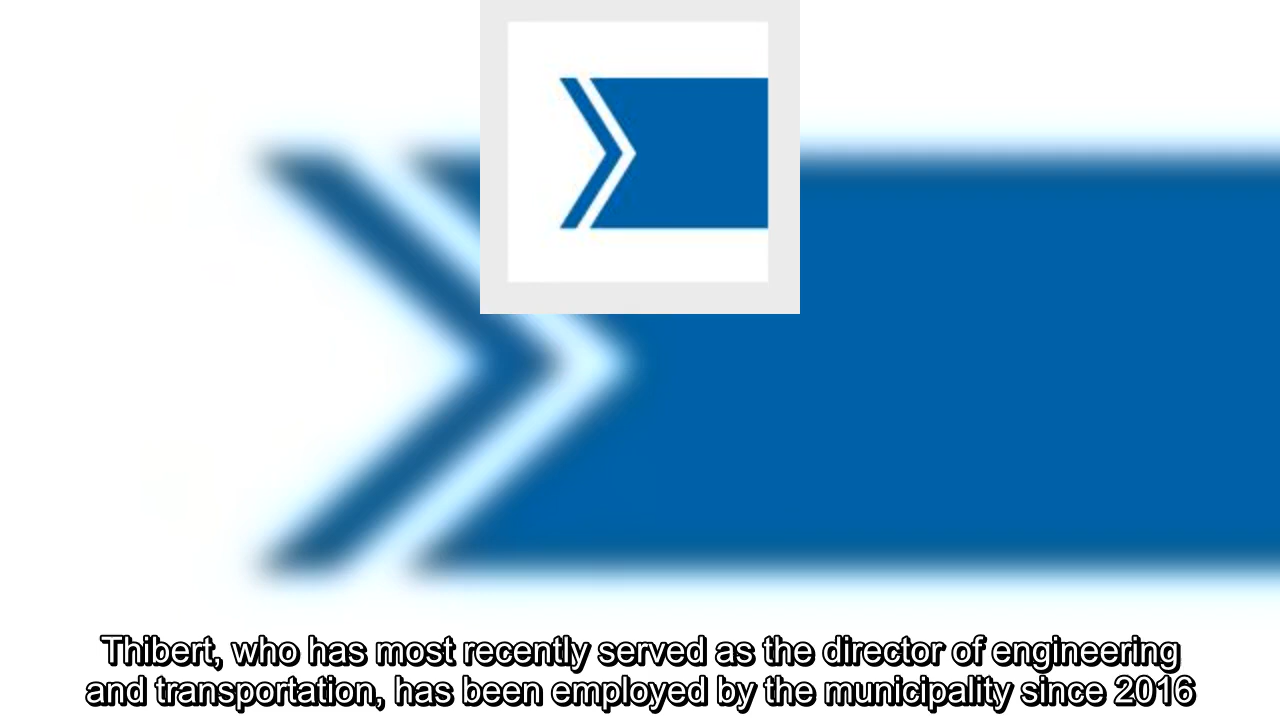 Thibert, who has most recently served as the director of engineering
and transportation, has been employed by the municipality since 2016